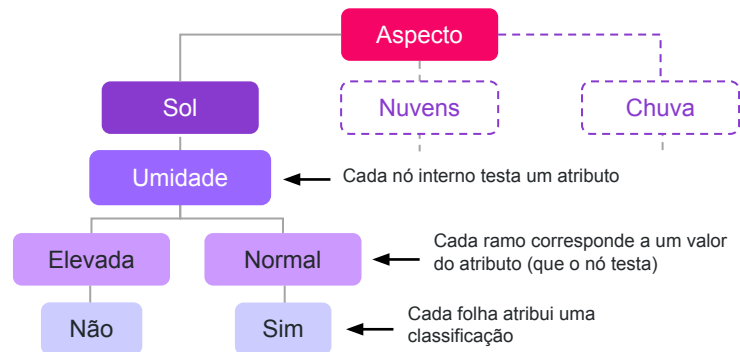 Aspecto
Sol
Nuvens
Chuva
Umidade
Cada nó interno testa um atributo
Elevada
Normal
Cada ramo corresponde a um valor
do atributo (que o nó testa)
Não
Sim
Cada folha atribui uma
classificação